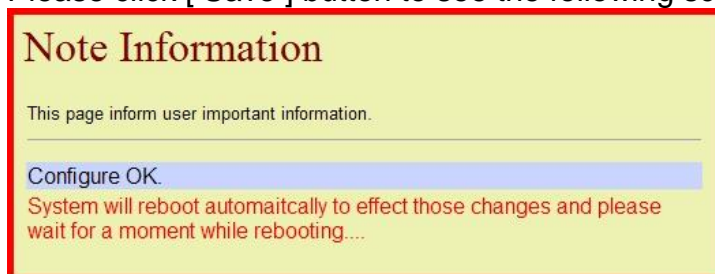 Please click [ Save ] button to see the following sc
Note Information
This page inform user important information.
Configure OK.
System will reboot automaitcally to effect those changes and please
wait for a moment while rebooting....